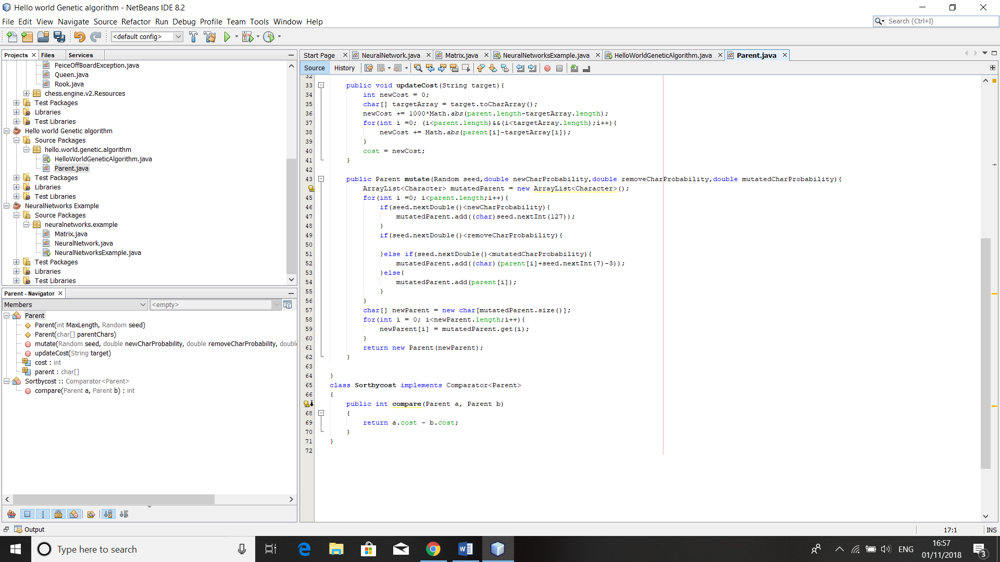 Hello world Genetic algorithm - NetBeans IDE 8.2
File Edit View Navigate Source Refactor Run Debug Profile Team Tools Window Help
Search (Ctrl+I)
<default config>
Projects Files Services
PeiceOffBoardException.java
Queen.java
Rook.java
chess.engine.v2.Resources
Test Packages
Libraries
Test Libraries
Hello world Genetic algorithm
Source Packages
hello.world.genetic.algorithm
HelloWorldGeneticAlgorithm.java
Parent.java
Test Packages
Libraries
Test Libraries
NeuralNetworks Example
Source Packages
neuralnetworks.example
Matrix.java
NeuralNetwork.java
NeuralNetworksExample.java
Test Packages
Libraries
Test Libraries
Parent - Navigator
Members <empty>
Parent
Parent(int MaxLength, Random seed)
Parent(char[] parentChars)
mutate(Random seed, double newCharProbability, double removeCharProbability, doubl
updateCost(String target)
cost : int
parent : char[]
Sortbycost :: Comparator<Parent>
compare(Parent a, Parent b) : int
Start Page NeuralNetwork.java Matrix.java NeuralNetworksExample.java HelloWorldGeneticAlgorithm.java Parent.java
Source History
32
33 public void updateCost(String target){
34 int newCost = 0;
35 char[] targetArray = target.toCharArray();
36 newCost += 1000*Math.abs(parent.length-targetArray.length);
37 for(int i =0; (i<parent.length)&&(i<targetArray.length);i++){
38 newCost += Math.abs(parent[i]-targetArray[i]);
39 }
40 cost = newCost;
41 }
42
43 public Parent mutate(Random seed,double newCharProbability,double removeCharProbability,double mutatedCharProbability){
ArrayList<Character> mutatedParent = new ArrayList<Character>();
45 for(int i =0; i<parent.length;i++){
46 if(seed.nextDouble()<newCharProbability){
47 mutatedParent.add((char)seed.nextInt(127));
48 }
49 if(seed.nextDouble()<removeCharProbability){
50
51 }else if(seed.nextDouble()<mutatedCharProbability){
52 mutatedParent.add((char)(parent[i]+seed.nextInt(7)-3));
53 }else{
54 mutatedParent.add(parent[i]);
55 }
56 }
57 char[] newParent = new char[mutatedParent.size()];
58 for(int i = 0; i<newParent.length;i++){
59 newParent[i] = mutatedParent.get(i);
60 }
61 return new Parent(newParent);
62 }
63
64 }
65 class Sortbycost implements Comparator<Parent>
66 {
public int compare(Parent a, Parent b)
68 {
69 return a.cost - b.cost;
70 }
71 }
72
Output
17:1 INS
Type here to search
ENG
16:57
01/11/2018
3